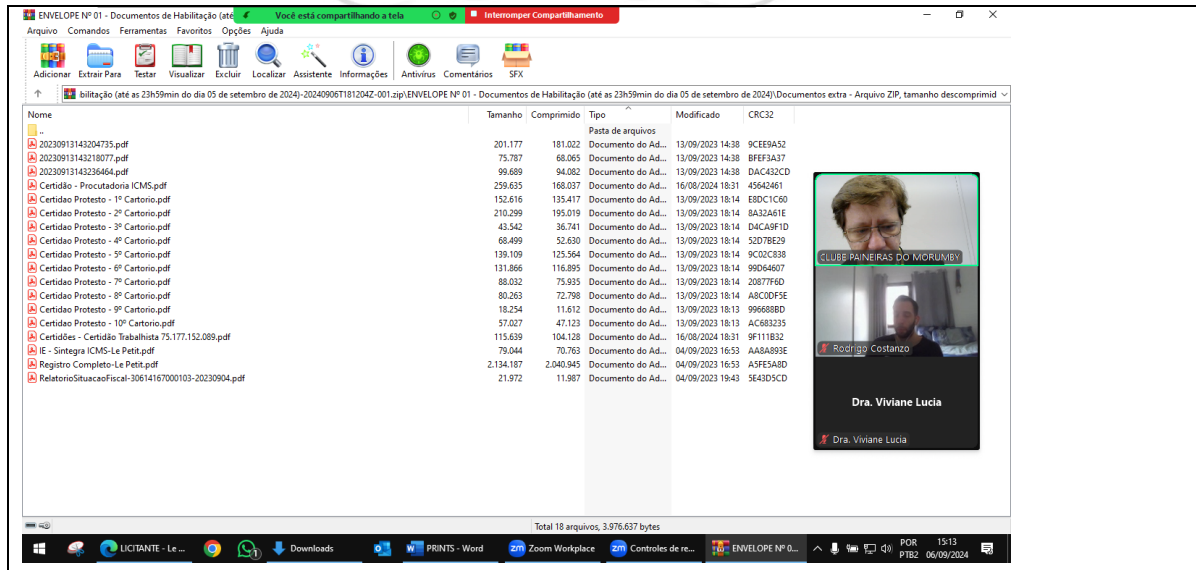 ENVELOPE Nº 01 - Documentos de Habilitação (até
Você está compartilhando a tela
Interromper Compartilhamento
Arquivo Comandos Ferramentas Favoritos Opções Ajuda
Adicionar Extrair Para Testar Visualizar Excluir Localizar Assistente Informações Antivírus Comentários SFX
bilitação (até as 23h59min do dia 05 de setembro de 2024)-20240906T181204Z-001.zip\ENVELOPE Nº 01 - Documentos de Habilitação (até as 23h59min do dia 05 de setembro de 2024)\Documentos extra - Arquivo ZIP, tamanho descomprimid
Nome Tamanho Comprimido Tipo Modificado CRC32
.. Pasta de arquivos
20230913143204735.pdf 201.177 181.022 Documento do Ad... 13/09/2023 14:38 9CEE9A52
20230913143218077.pdf 75.787 68.065 Documento do Ad... 13/09/2023 14:38 BFEF3A37
20230913143236464.pdf 99.689 94.082 Documento do Ad... 13/09/2023 14:38 DAC432CD
Certidão - Procutadoria ICMS.pdf 259.635 168.037 Documento do Ad... 16/08/2024 18:31 45642461
Certidao Protesto - 1º Cartorio.pdf 152.616 135.417 Documento do Ad... 13/09/2023 18:14 E8DC1C60
Certidao Protesto - 2º Cartorio.pdf 210.299 195.019 Documento do Ad... 13/09/2023 18:14 8A32A61E
Certidao Protesto - 3º Cartorio.pdf 43.542 36.741 Documento do Ad... 13/09/2023 18:14 D4CA9F1D
Certidao Protesto - 4º Cartorio.pdf 68.499 52.630 Documento do Ad... 13/09/2023 18:14 52D7BE29
Certidao Protesto - 5º Cartorio.pdf 139.109 125.564 Documento do Ad... 13/09/2023 18:14 9C02C838
Certidao Protesto - 6º Cartorio.pdf 131.866 116.895 Documento do Ad... 13/09/2023 18:14 99D64607
Certidao Protesto - 7º Cartorio.pdf 88.032 75.935 Documento do Ad... 13/09/2023 18:14 20877F6D
Certidao Protesto - 8º Cartorio.pdf 80.263 72.798 Documento do Ad... 13/09/2023 18:14 A8C0DF5E
Certidao Protesto - 9º Cartorio.pdf 18.254 11.612 Documento do Ad... 13/09/2023 18:13 996688BD
Certidao Protesto - 10º Cartorio.pdf 57.027 47.123 Documento do Ad... 13/09/2023 18:13 AC683235
Certidões - Certidão Trabalhista 75.177.152.089.pdf 115.639 104.128 Documento do Ad... 16/08/2024 18:31 9F111B32
IE - Sintegra ICMS-Le Petit.pdf 79.044 70.763 Documento do Ad... 04/09/2023 16:53 AA8A893E
Registro Completo-Le Petit.pdf 2.134.187 2.040.945 Documento do Ad... 04/09/2023 16:53 A5FE5A8D
RelatorioSituacaoFiscal-30614167000103-20230904.pdf 21.972 11.987 Documento do Ad... 04/09/2023 19:43 5E43D5CD
CLUBE PAINEIRAS DO MORUMBY
Rodrigo Costanzo
Dra. Viviane Lucia
Dra. Viviane Lucia
Total 18 arquivos, 3.976.637 bytes
LICITANTE - Le ... Downloads PRINTS - Word Zoom Workplace Controles de re... ENVELOPE Nº 0... POR 15:13
PTB2 06/09/2024